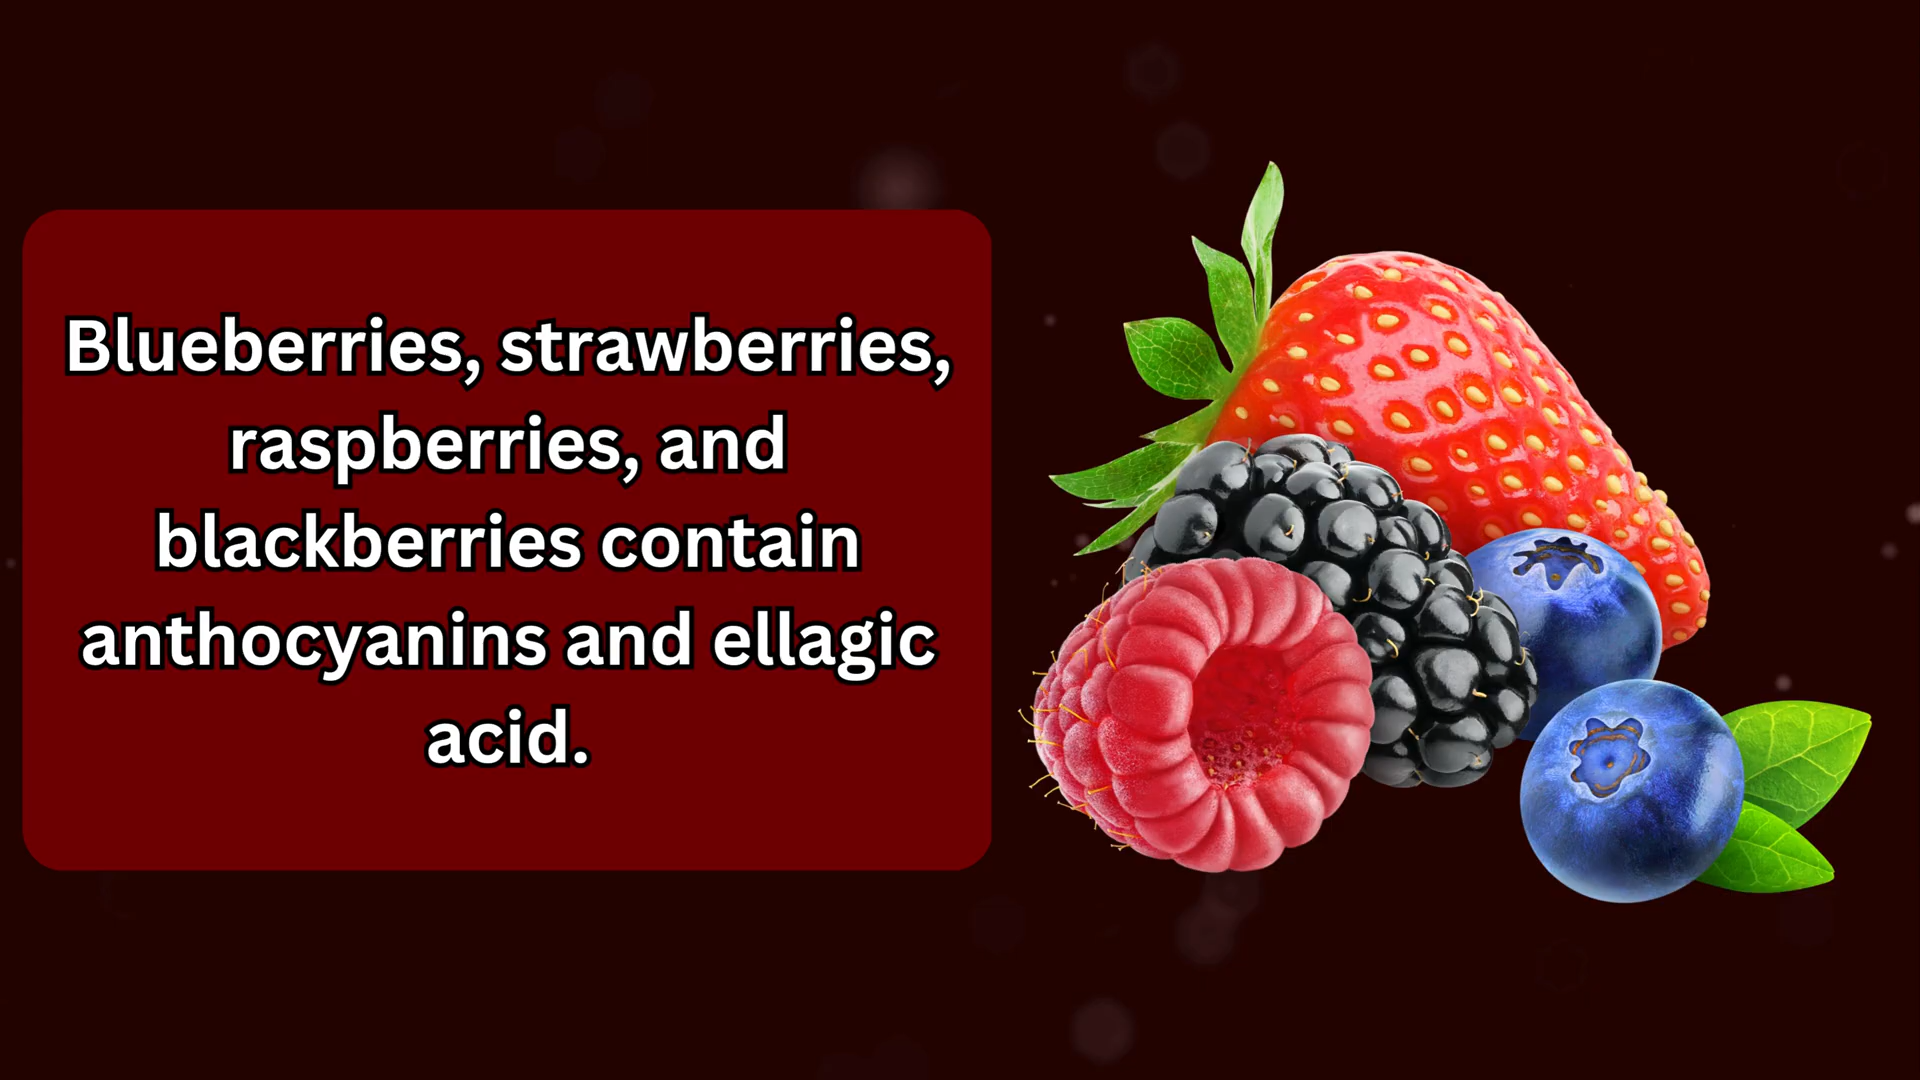 Blueberries, strawberries,
raspberries, and
blackberries contain
anthocyanins and ellagic
acid.